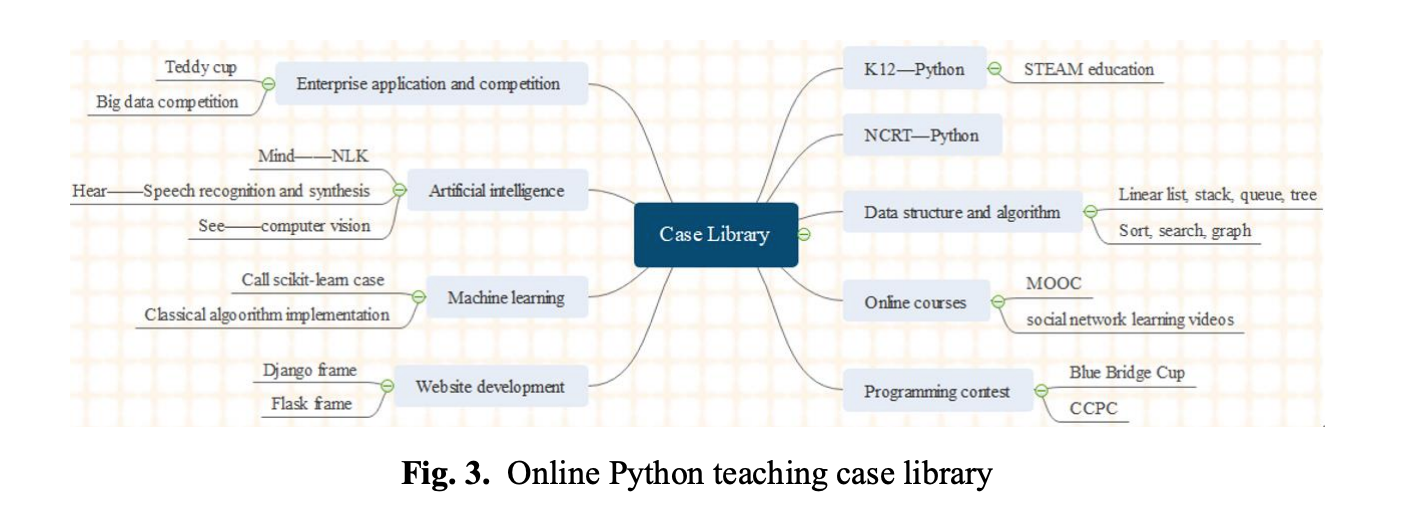 Teddy cup
Big data competition
Enterprise application and competition
Mind——NLK
Hear——Speech recognition and synthesis
See——computer vision
Artificial intelligence
Call scikit-learn case
Classical algoorithm implementation
Machine learning
Django frame
Flask frame
Website development
Case Library
K12—Python
STEAM education
NCRT—Python
Data structure and algorithm
Linear list, stack, queue, tree
Sort, search, graph
Online courses
MOOC
social network learning videos
Programming contest
Blue Bridge Cup
CCPC
Fig. 3. Online Python teaching case library